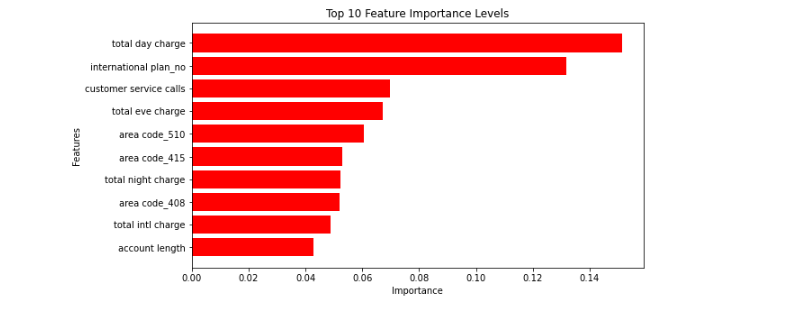 Top 10 Feature Importance Levels
Features
total day charge
international plan_no
customer service calls
total eve charge
area code_510
area code_415
total night charge
area code_408
total intl charge
account length
0.00 0.02 0.04 0.06 0.08 0.10 0.12 0.14
Importance